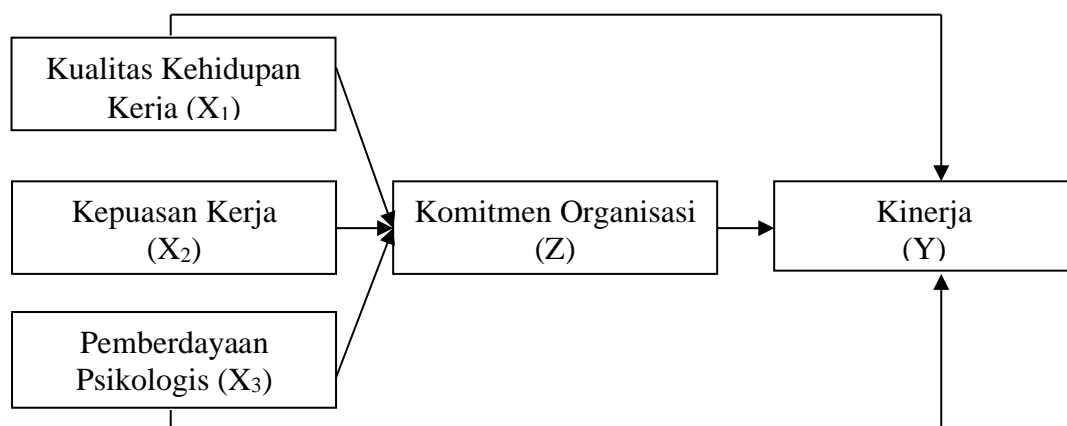 Kualitas Kehidupan
Kerja (X₁)
Kepuasan Kerja
(X₂)
Komitmen Organisasi
(Z)
Kinerja
(Y)
Pemberdayaan
Psikologis (X₃)